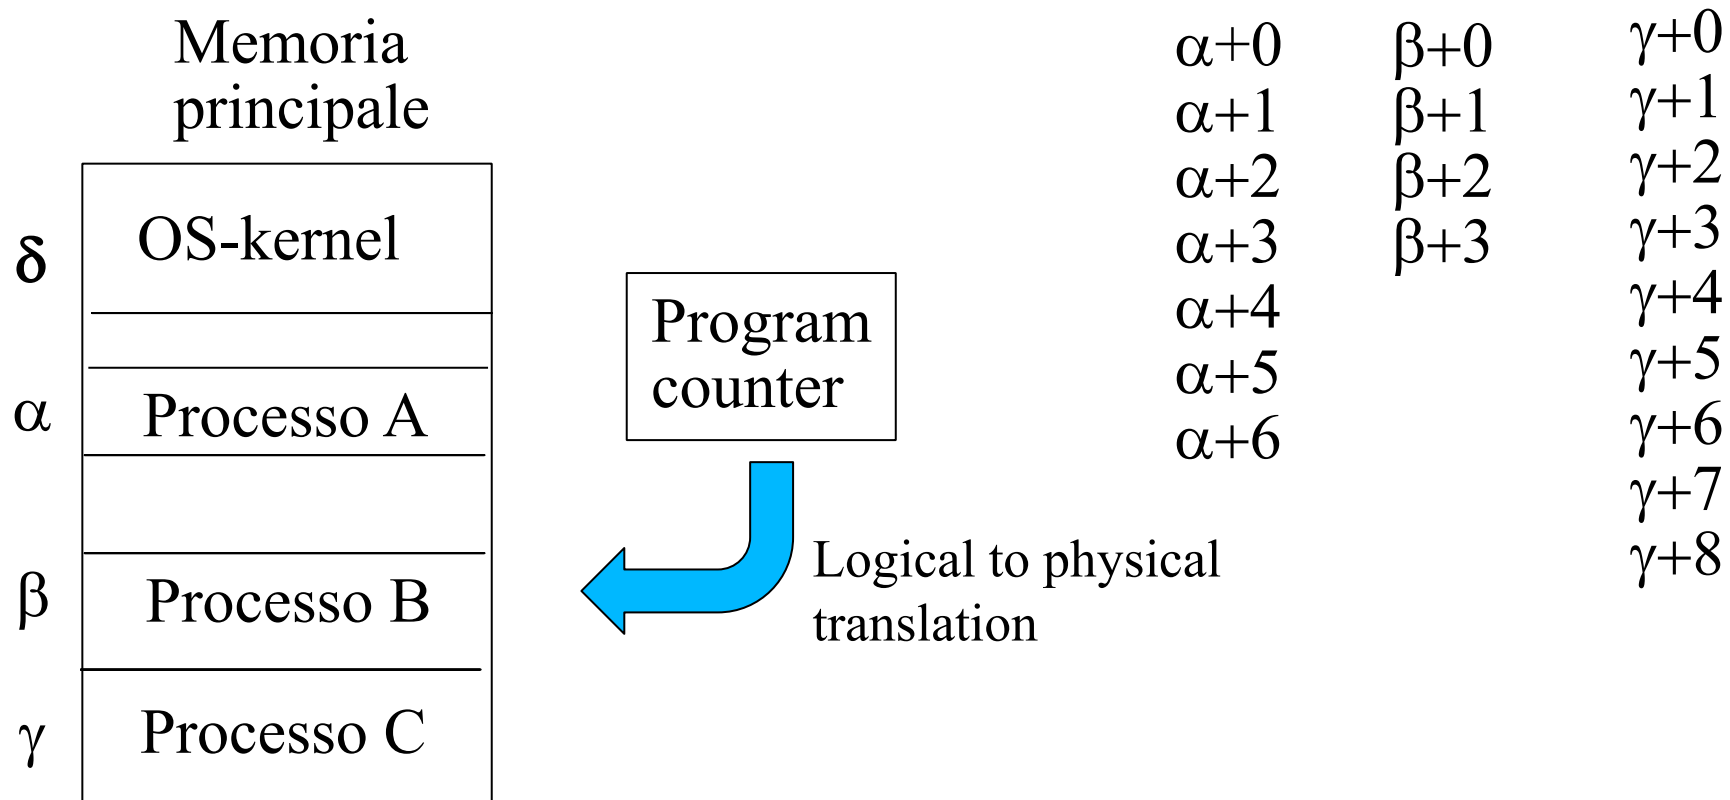 Memoria
principale
δ
OS-kernel
α
Processo A
β
Processo B
γ
Processo C
Program
counter
Logical to physical
translation
α+0
α+1
α+2
α+3
α+4
α+5
α+6
β+0
β+1
β+2
β+3
γ+0
γ+1
γ+2
γ+3
γ+4
γ+5
γ+6
γ+7
γ+8